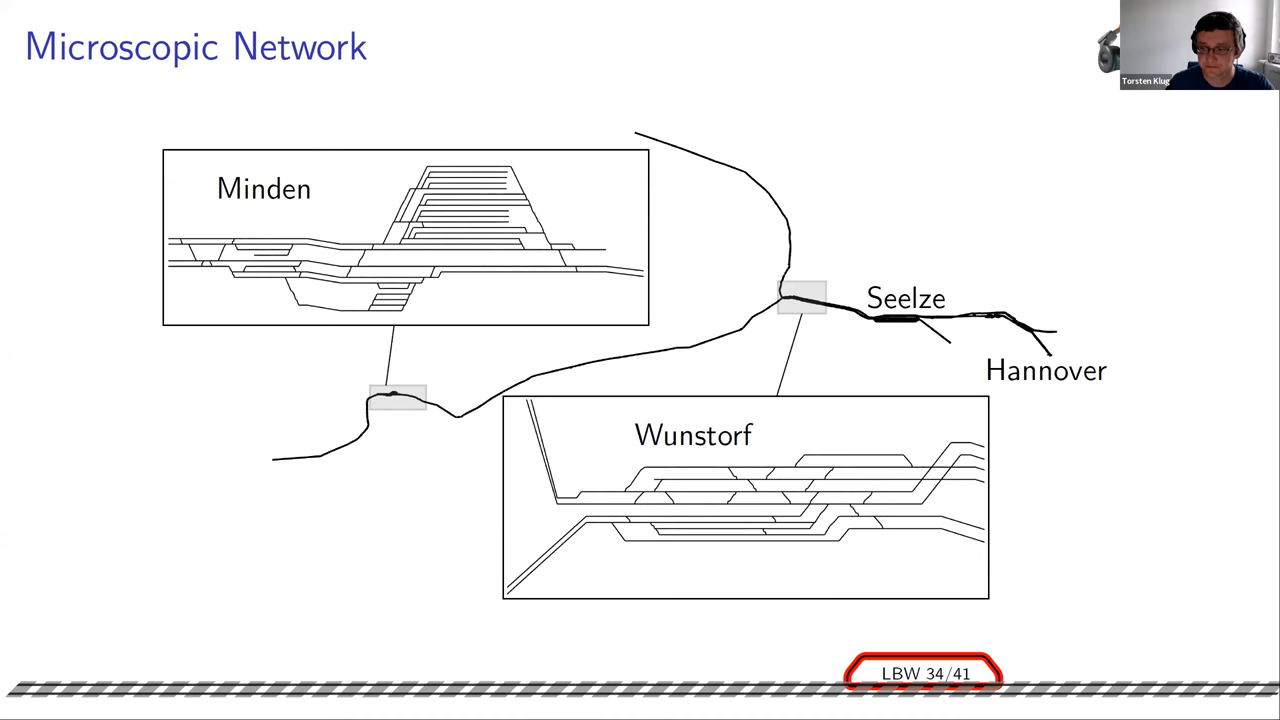 Microscopic Network
Torsten Klug
Minden
Seelze
Hannover
Wunstorf
LBW 34/41